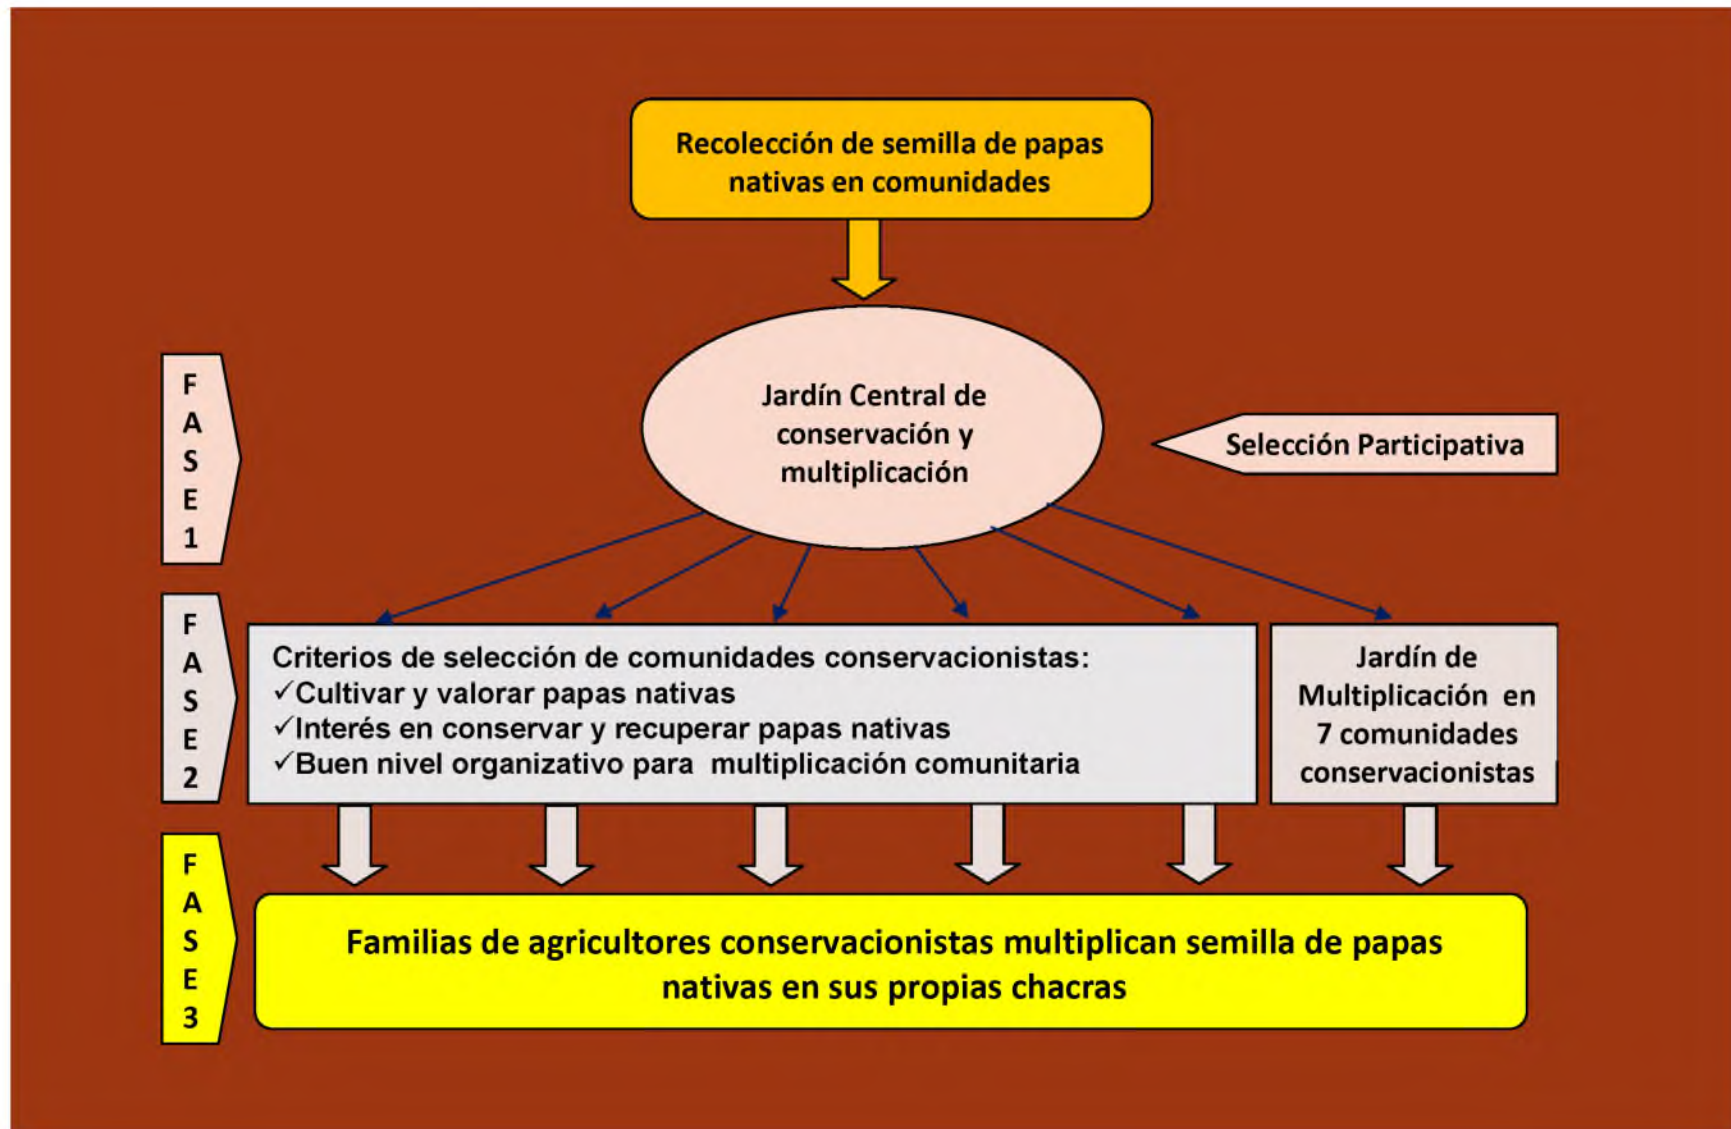 Recolección de semilla de papas
nativas en comunidades
FASE1
Jardín Central de
conservación y
multiplicación
Selección Participativa
FASE2
Criterios de selección de comunidades conservacionistas:
✓Cultivar y valorar papas nativas
✓Interés en conservar y recuperar papas nativas
✓Buen nivel organizativo para multiplicación comunitaria
Jardín de
Multiplicación en
7 comunidades
conservacionistas
FASE3
Familias de agricultores conservacionistas multiplican semilla de papas
nativas en sus propias chacras